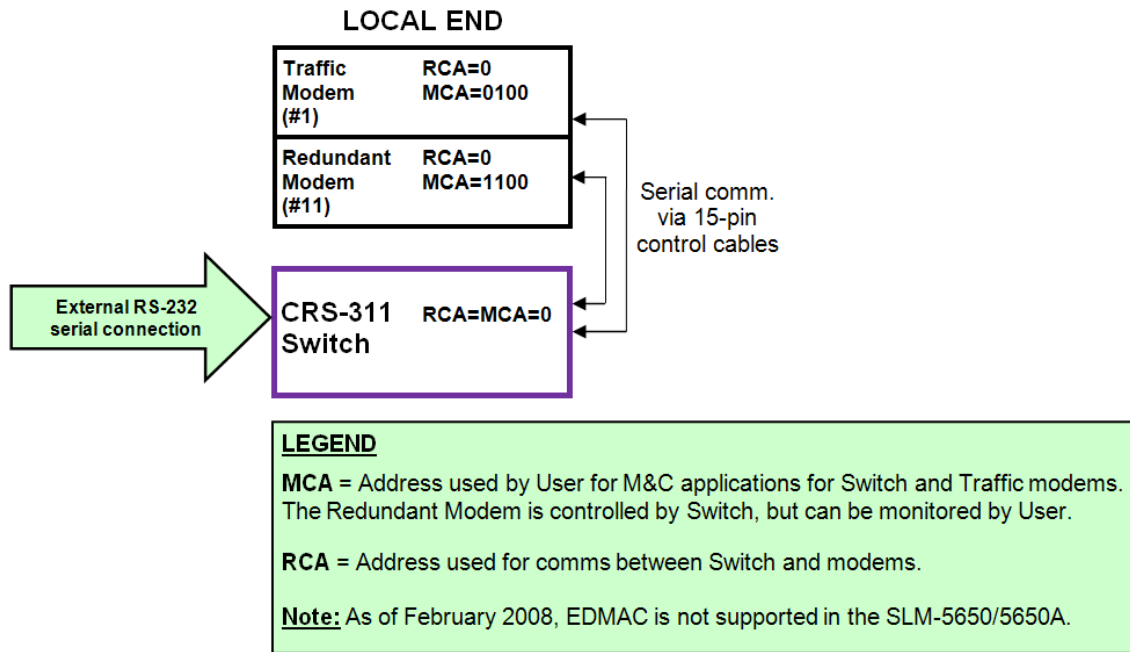 LOCAL END
Traffic RCA=0
Modem MCA=0100
(#1)
Redundant RCA=0
Modem MCA=1100
(#11)
Serial comm.
via 15-pin
control cables
External RS-232
serial connection
CRS-311 RCA=MCA=0
Switch
LEGEND
MCA = Address used by User for M&C applications for Switch and Traffic modems.
The Redundant Modem is controlled by Switch, but can be monitored by User.
RCA = Address used for comms between Switch and modems.
Note: As of February 2008, EDMAC is not supported in the SLM-5650/5650A.